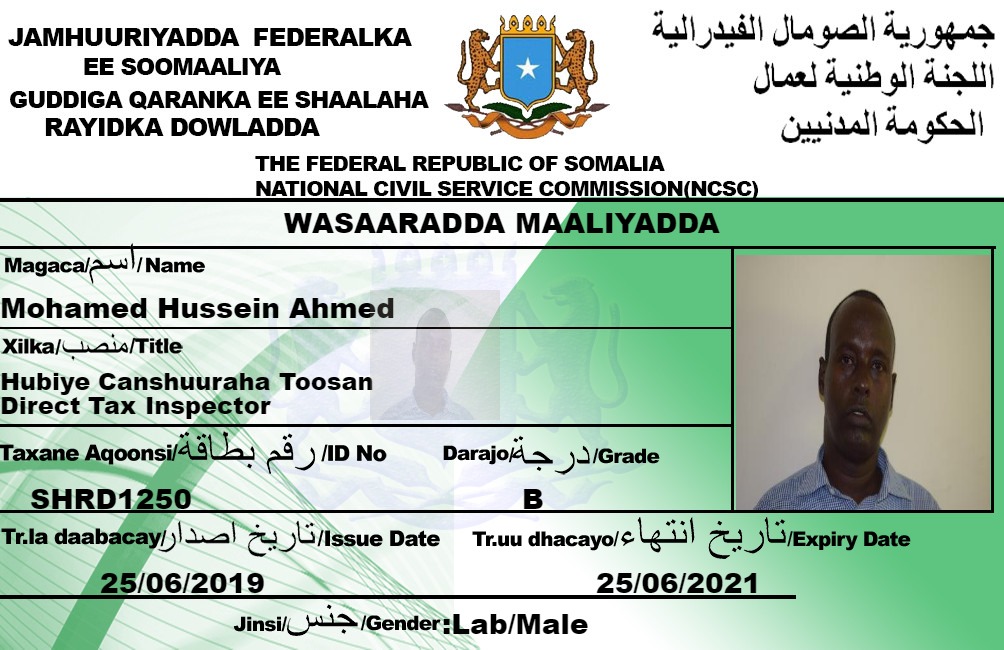 JAMHUURIYADDA FEDERALKA
EE SOOMAALIYA
GUDDIGA QARANKA EE SHAALAHA
RAYIDKA DOWLADDA
جمهورية الصومال الفيدرالية
اللجنة الوطنية لعمال
الحكومة المدنيين
THE FEDERAL REPUBLIC OF SOMALIA
NATIONAL CIVIL SERVICE COMMISSION(NCSC)
WASAARADDA MAALIYADDA
Magaca/اسم/Name
Mohamed Hussein Ahmed
Xilka/منصب/Title
Hubiye Canshuuraha Toosan
Direct Tax Inspector
Taxane Aqoonsi/رقم بطاقة/ID No
Darajo/درجة/Grade
SHRD1250
B
Tr.la daabacay/تاريخ اصدار/Issue Date
Tr.uu dhacayo/تاريخ انتهاء/Expiry Date
25/06/2019
25/06/2021
Jinsi/جنس/Gender:Lab/Male